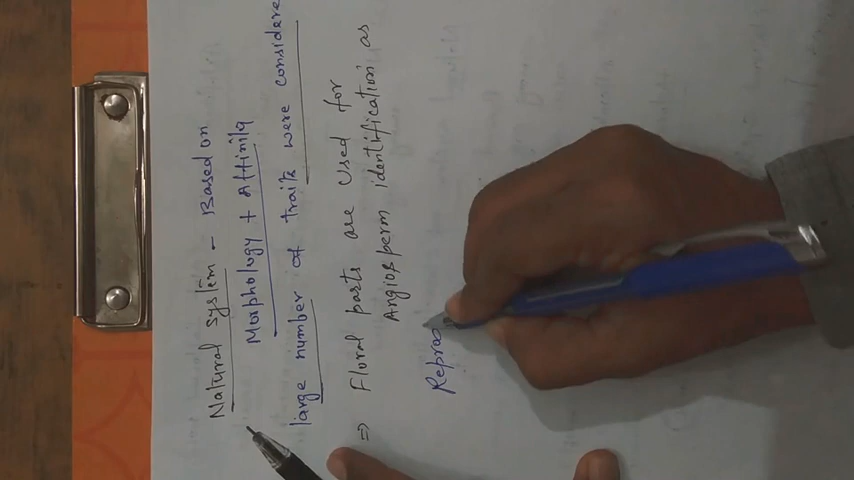 Natural system - Based on
Morphology + Affinity
large number of traits were considere
⇒ Floral parts are used for
Angiosperm identification as
Repro